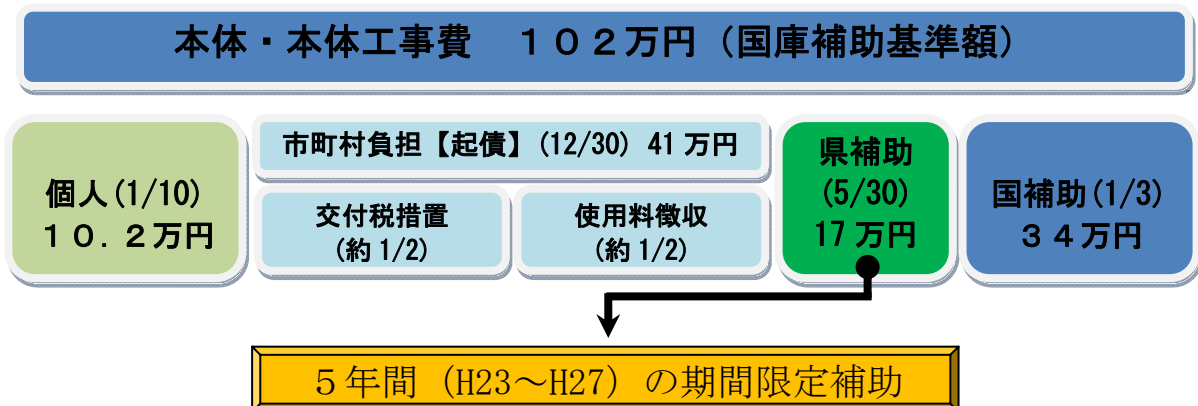 本体・本体工事費　１０２万円（国庫補助基準額）
個人(1/10)
１０．２万円
市町村負担【起債】(12/30) 41 万円
交付税措置
(約 1/2)
使用料徴収
(約 1/2)
県補助
(5/30)
17 万円
国補助(1/3)
３４万円
５年間（H23～H27）の期間限定補助